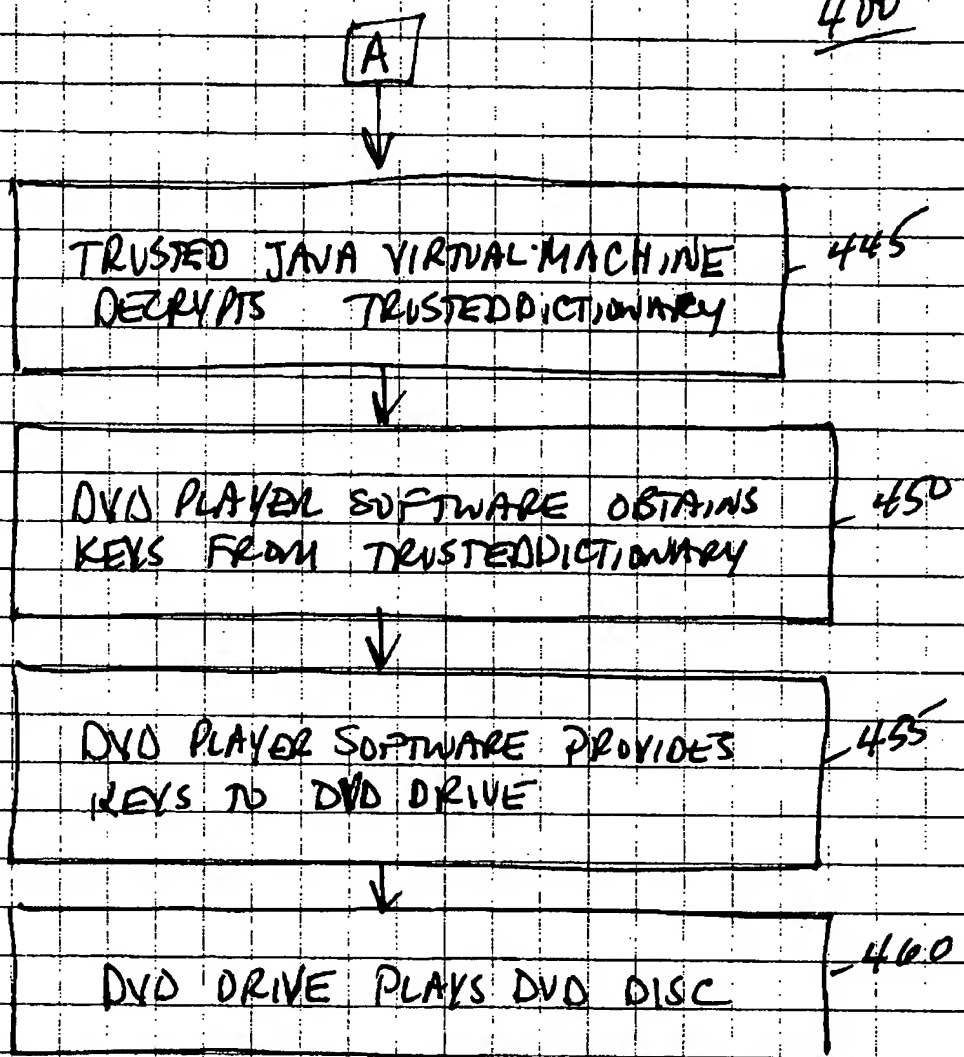 400
A
TRUSTED JAVA VIRTUAL MACHINE
DECRYPTS TRUSTEDDICTIONARY
445
DVD PLAYER SOFTWARE OBTAINS
KEYS FROM TRUSTEDDICTIONARY
450
DVD PLAYER SOFTWARE PROVIDES
KEYS TO DVD DRIVE
455
DVD DRIVE PLAYS DVD DISC
460